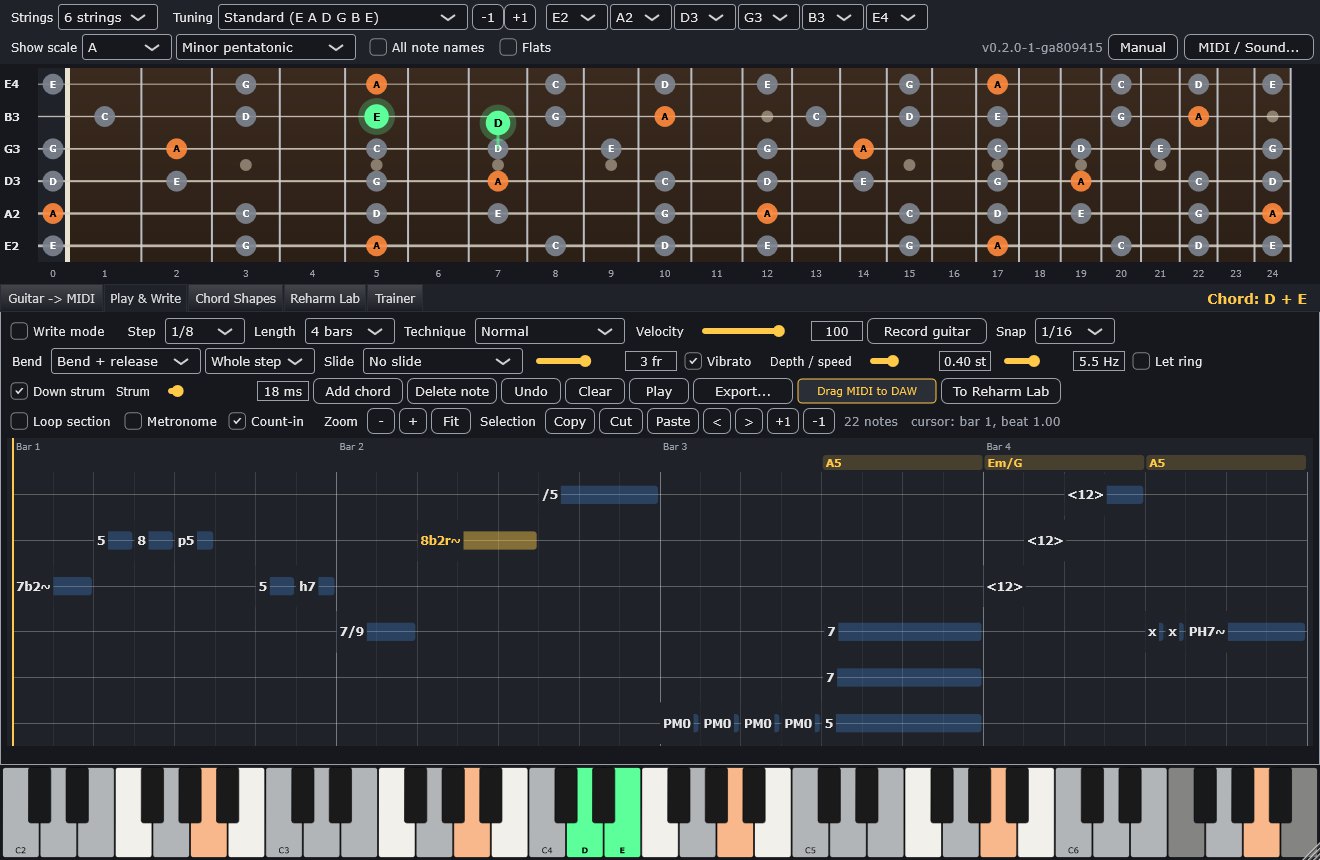 Strings 6 strings Tuning Standard (E A D G B E) -1 +1 E2 A2 D3 G3 B3 E4
Show scale A Minor pentatonic All note names Flats v0.2.0-1-ga809415 Manual MIDI / Sound...
E4 E G A C D E G A C D E
B3 C D E D G A C D E G A
G3 G A C D E G A C D E G
D3 D E G A C D E G A C D
A2 A C D E G A C D E G A
E2 E G A C D E G A C D E
0 1 2 3 4 5 6 7 8 9 10 11 12 13 14 15 16 17 18 19 20 21 22 23 24
Guitar -> MIDI Play & Write Chord Shapes Reharm Lab Trainer Chord: D + E
Write mode Step 1/8 Length 4 bars Technique Normal Velocity 100 Record guitar Snap 1/16
Bend Bend + release Whole step Slide No slide 3 fr Vibrato Depth / speed 0.40 st 5.5 Hz Let ring
Down strum Strum 18 ms Add chord Delete note Undo Clear Play Export... Drag MIDI to DAW To Reharm Lab
Loop section Metronome Count-in Zoom - + Fit Selection Copy Cut Paste < > +1 -1 22 notes cursor: bar 1, beat 1.00
Bar 1 Bar 2 Bar 3 Bar 4
A5 Em/G A5
/5 <12>
5 8 p5 8b2r~ <12>
7b2~ 5 h7 <12>
7/9 7 x x PH7~
7
PM0 PM0 PM0 PM0 5
C2 C3 C4 D E C5 C6